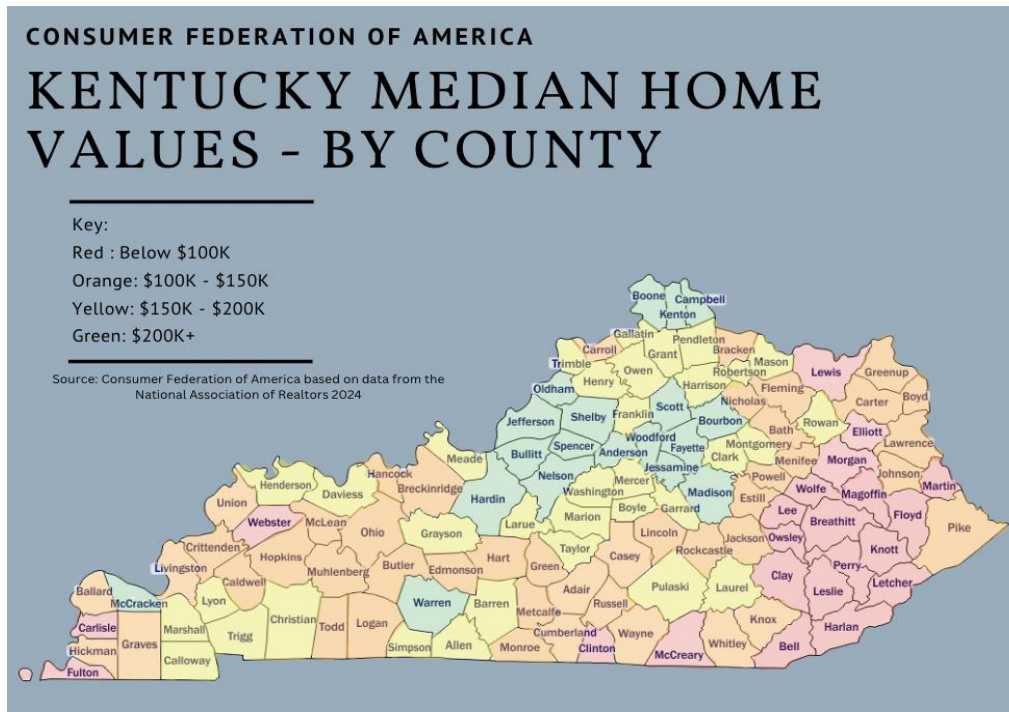 CONSUMER FEDERATION OF AMERICA
KENTUCKY MEDIAN HOME
VALUES - BY COUNTY
Key:
Red : Below $100K
Orange: $100K - $150K
Yellow: $150K - $200K
Green: $200K+
Source: Consumer Federation of America based on data from the
National Association of Realtors 2024
Boone
Campbell
Kenton
Gallatin
Pendleton
Carroll
Grant
Bracken
Mason
Trimble
Owen
Robertson
Lewis
Greenup
Oldham
Henry
Harrison
Fleming
Carter
Boyd
Jefferson
Shelby
Franklin
Scott
Nicholas
Bourbon
Rowan
Elliott
Bath
Lawrence
Bullitt
Spencer
Anderson
Woodford
Fayette
Montgomery
Clark
Menifee
Morgan
Meade
Nelson
Jessamine
Powell
Johnson
Martin
Hancock
Breckinridge
Hardin
Washington
Mercer
Madison
Estill
Wolfe
Magoffin
Henderson
Daviess
Union
Larue
Marion
Boyle
Garrard
Lee
Breathitt
Floyd
Pike
Webster
McLean
Ohio
Grayson
Lincoln
Jackson
Owsley
Crittenden
Hopkins
Muhlenberg
Butler
Edmonson
Hart
Taylor
Green
Casey
Rockcastle
Knott
Perry
Livingston
Caldwell
Adair
Pulaski
Laurel
Clay
Leslie
Letcher
Ballard
McCracken
Lyon
Christian
Warren
Barren
Metcalfe
Russell
Knox
Harlan
Carlisle
Graves
Marshall
Trigg
Todd
Logan
Simpson
Allen
Monroe
Cumberland
Clinton
Wayne
McCreary
Whitley
Bell
Hickman
Calloway
Fulton